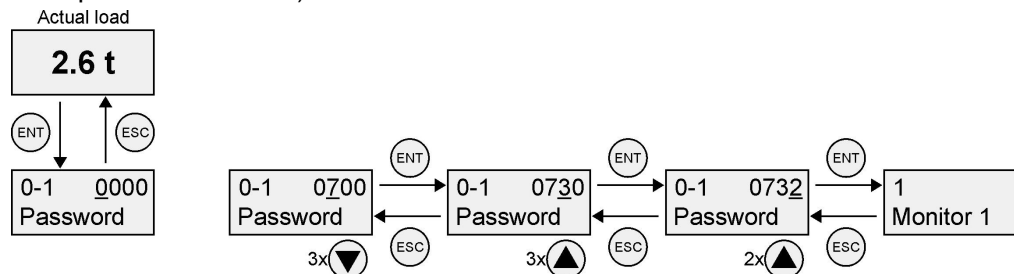 Actual load
2.6 t
ENT
ESC
0-1 0000
Password
0-1 0700
Password
3x
ENT
ESC
0-1 0730
Password
3x
ENT
ESC
0-1 0732
Password
2x
ENT
ESC
1
Monitor 1